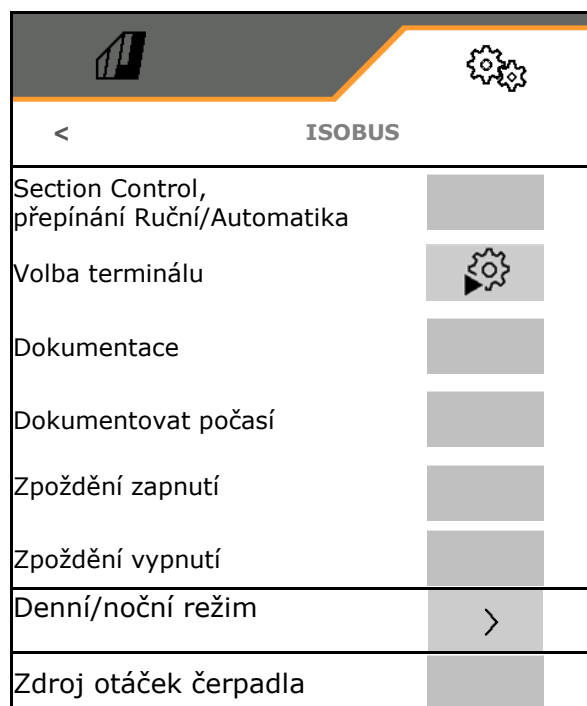 < ISOBUS
Section Control,
přepínání Ruční/Automatika
Volba terminálu
Dokumentace
Dokumentovat počasí
Zpoždění zapnutí
Zpoždění vypnutí
Denní/noční režim >
Zdroj otáček čerpadla